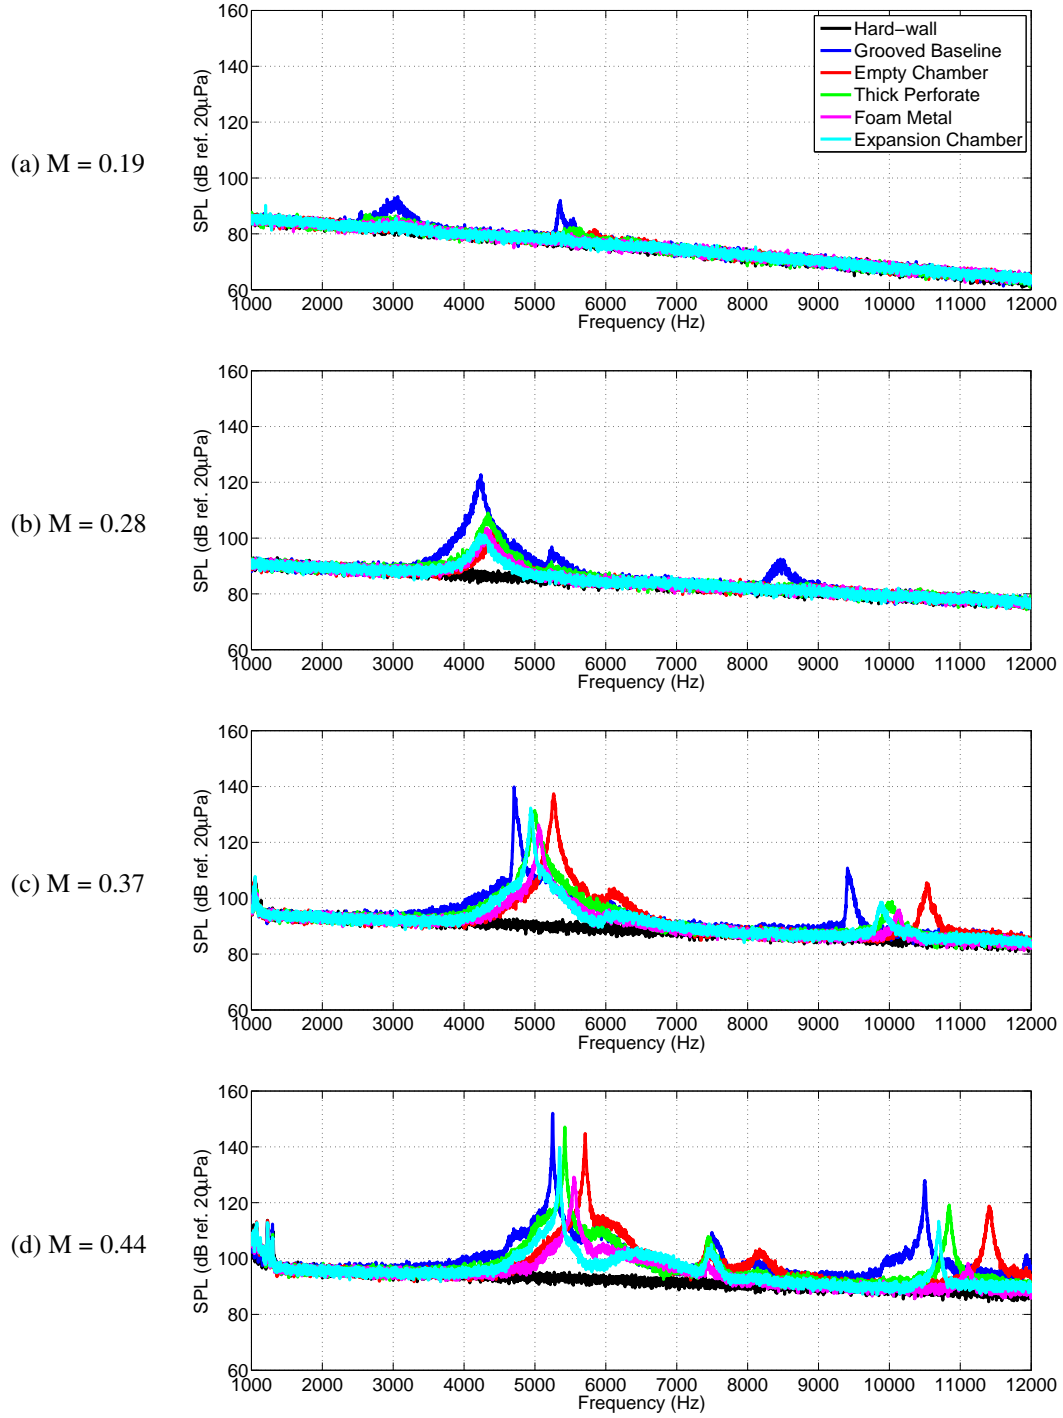 160
140
120
100
80
60
SPL (dB ref. 20μPa)
Hard−wall
Grooved Baseline
Empty Chamber
Thick Perforate
Foam Metal
Expansion Chamber
(a) M = 0.19
1000 2000 3000 4000 5000 6000 7000 8000 9000 10000 11000 12000
Frequency (Hz)
160
140
120
100
80
60
SPL (dB ref. 20μPa)
(b) M = 0.28
1000 2000 3000 4000 5000 6000 7000 8000 9000 10000 11000 12000
Frequency (Hz)
160
140
120
100
80
60
SPL (dB ref. 20μPa)
(c) M = 0.37
1000 2000 3000 4000 5000 6000 7000 8000 9000 10000 11000 12000
Frequency (Hz)
160
140
120
100
80
60
SPL (dB ref. 20μPa)
(d) M = 0.44
1000 2000 3000 4000 5000 6000 7000 8000 9000 10000 11000 12000
Frequency (Hz)